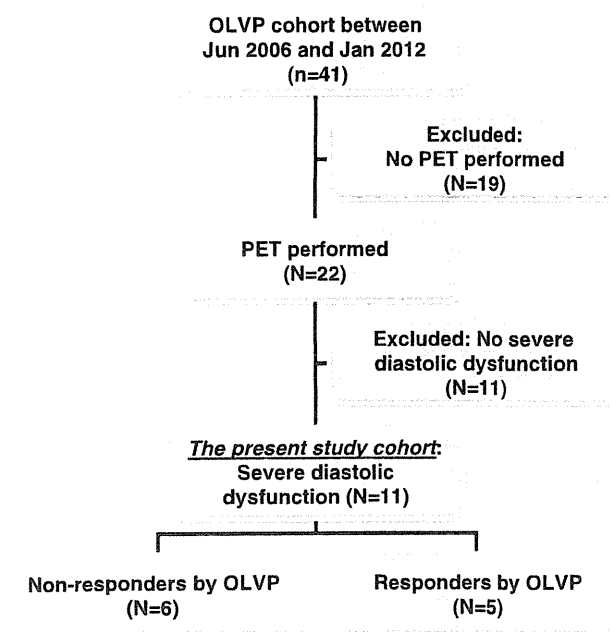 OLVP cohort between
Jun 2006 and Jan 2012
(n=41)
Excluded:
No PET performed
(N=19)
PET performed
(N=22)
Excluded: No severe
diastolic dysfunction
(N=11)
The present study cohort:
Severe diastolic
dysfunction (N=11)
Non-responders by OLVP
(N=6)
Responders by OLVP
(N=5)